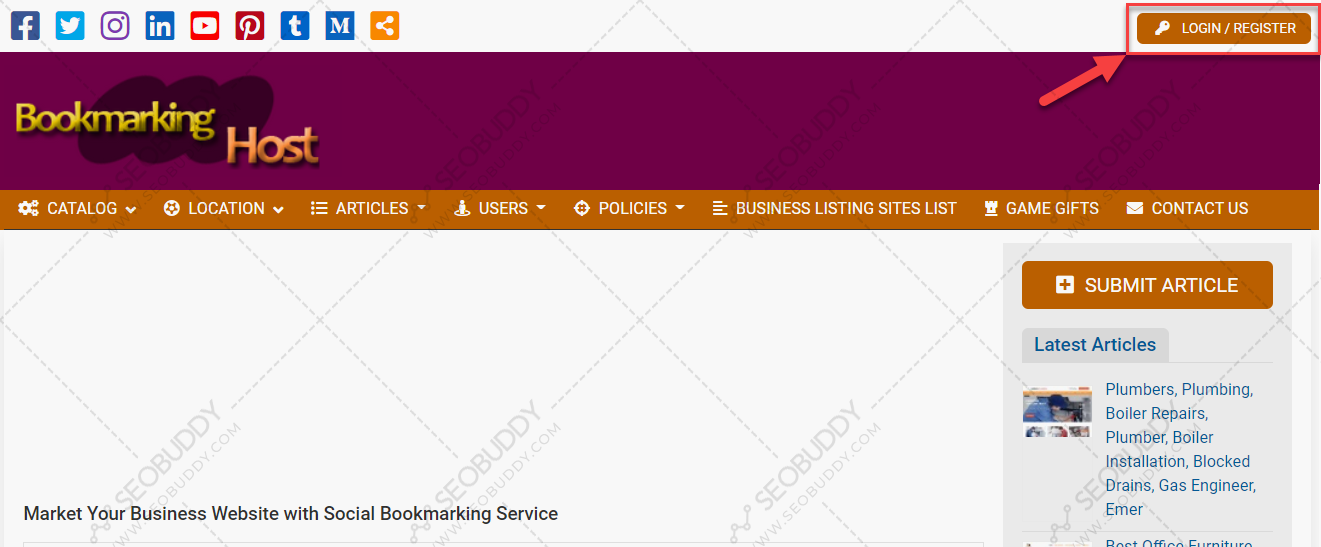 LOGIN / REGISTER
Bookmarking
Host
CATALOG LOCATION ARTICLES USERS POLICIES BUSINESS LISTING SITES LIST GAME GIFTS CONTACT US
SUBMIT ARTICLE
Latest Articles
Plumbers, Plumbing,
Boiler Repairs,
Plumber, Boiler
Installation, Blocked
Drains, Gas Engineer,
Emer
Market Your Business Website with Social Bookmarking Service
Best Office Furniture
SEOBUDDY
WWW.SEOBUDDY.COM